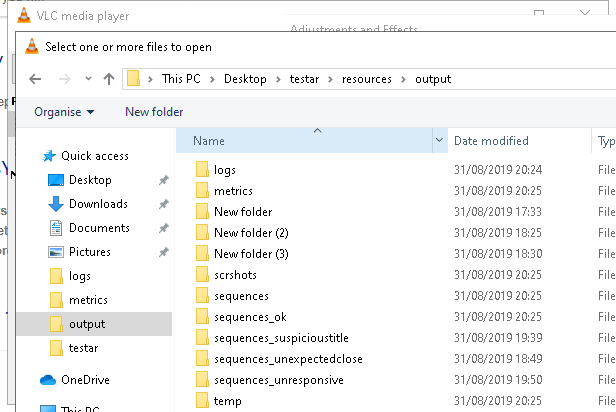 VLC media player
Adjustments and Effects
Select one or more files to open
This PC > Desktop > testar > resources > output
Organise New folder
Name Date modified Typ
Quick access
Desktop
Downloads
Documents
Pictures
logs
metrics
output
testar
OneDrive
This PC
logs 31/08/2019 20:24 File
metrics 31/08/2019 20:25 File
New folder 31/08/2019 17:33 File
New folder (2) 31/08/2019 18:25 File
New folder (3) 31/08/2019 18:30 File
scrshots 31/08/2019 20:25 File
sequences 31/08/2019 20:25 File
sequences_ok 31/08/2019 20:25 File
sequences_suspicioustitle 31/08/2019 19:39 File
sequences_unexpectedclose 31/08/2019 18:49 File
sequences_unresponsive 31/08/2019 19:50 File
temp 31/08/2019 20:25 File